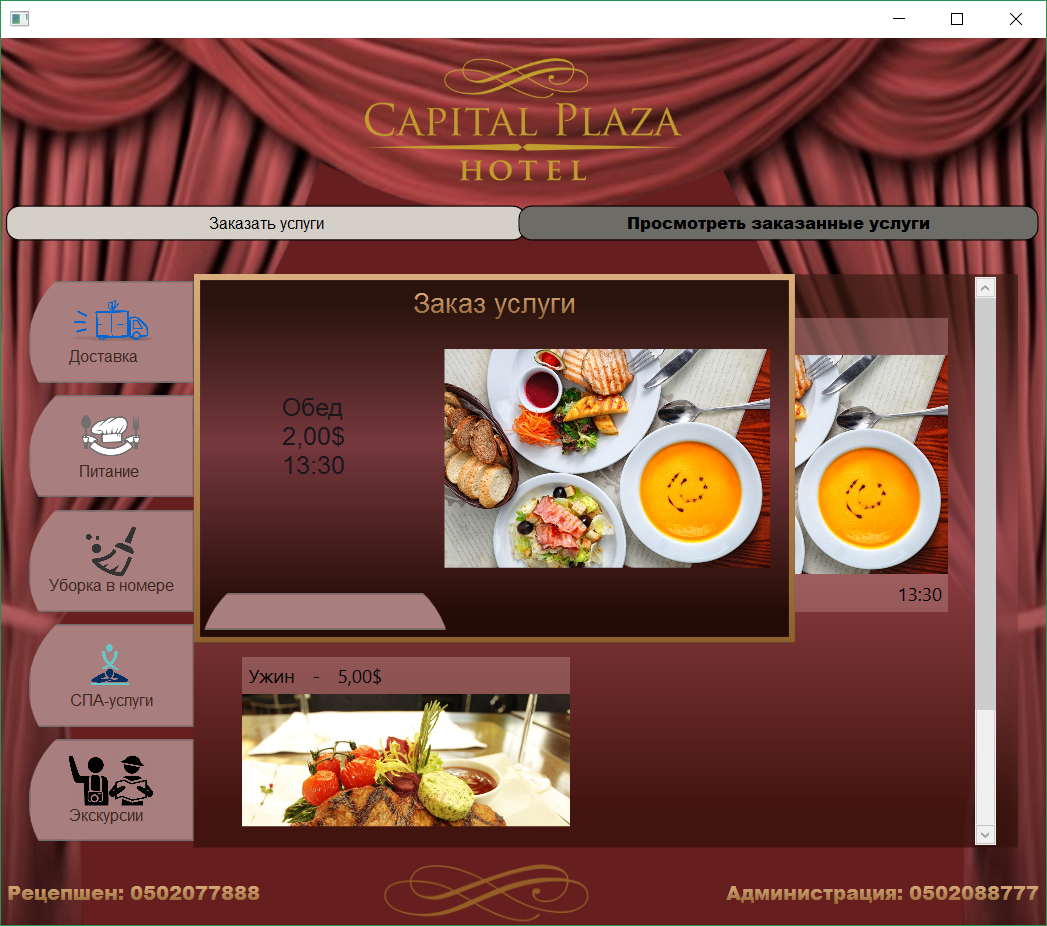 CAPITAL PLAZA
HOTEL
Заказать услуги
Просмотреть заказанные услуги
Доставка
Питание
Уборка в номере
СПА-услуги
Экскурсии
Заказ услуги
Обед
2,00$
13:30
13:30
Ужин - 5,00$
Рецепшен: 0502077888
Администрация: 0502088777